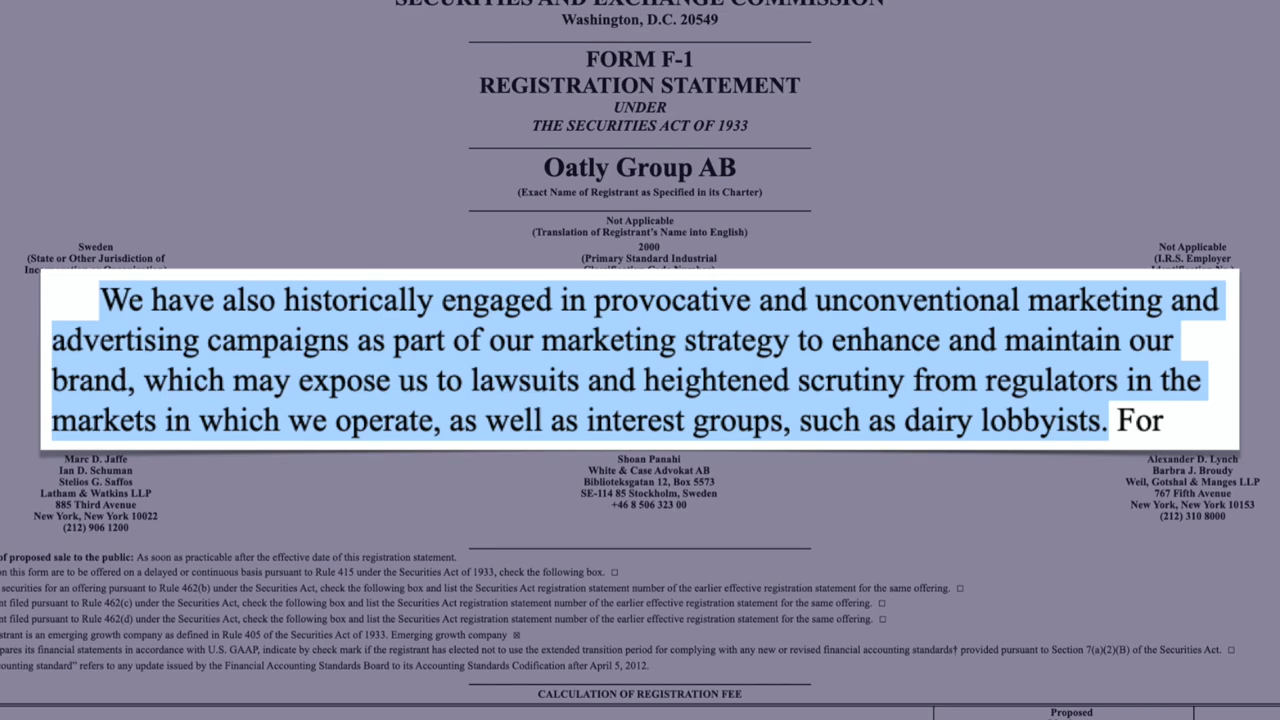 SECURITIES AND EXCHANGE COMMISSION
Washington, D.C. 20549
FORM F-1
REGISTRATION STATEMENT
UNDER
THE SECURITIES ACT OF 1933
Oatly Group AB
(Exact Name of Registrant as Specified in its Charter)
Not Applicable
(Translation of Registrant's Name into English)
Sweden
(State or Other Jurisdiction of
2000
(Primary Standard Industrial
Not Applicable
(I.R.S. Employer
We have also historically engaged in provocative and unconventional marketing and
advertising campaigns as part of our marketing strategy to enhance and maintain our
brand, which may expose us to lawsuits and heightened scrutiny from regulators in the
markets in which we operate, as well as interest groups, such as dairy lobbyists. For
Marc D. Jaffe
Ian D. Schuman
Stelios G. Saffos
Latham & Watkins LLP
885 Third Avenue
New York, New York 10022
(212) 906 1200
Shoan Panahi
White & Case Advokat AB
Biblioteksgatan 12, Box 5573
SE-114 85 Stockholm, Sweden
+46 8 506 323 00
Alexander D. Lynch
Barbra J. Broudy
Weil, Gotshal & Manges LLP
767 Fifth Avenue
New York, New York 10153
(212) 310 8000
of proposed sale to the public: As soon as practicable after the effective date of this registration statement.
on this form are to be offered on a delayed or continuous basis pursuant to Rule 415 under the Securities Act of 1933, check the following box. ☐
securities for an offering pursuant to Rule 462(b) under the Securities Act, check the following box and list the Securities Act registration statement number of the earlier effective registration statement for the same offering. ☐
nt filed pursuant to Rule 462(c) under the Securities Act, check the following box and list the Securities Act registration statement number of the earlier effective registration statement for the same offering. ☐
nt filed pursuant to Rule 462(d) under the Securities Act, check the following box and list the Securities Act registration statement number of the earlier effective registration statement for the same offering. ☐
strant is an emerging growth company as defined in Rule 405 of the Securities Act of 1933. Emerging growth company ☒
pares its financial statements in accordance with U.S. GAAP, indicate by check mark if the registrant has elected not to use the extended transition period for complying with any new or revised financial accounting standards† provided pursuant to Section 7(a)(2)(B) of the Securities Act. ☐
counting standard" refers to any update issued by the Financial Accounting Standards Board to its Accounting Standards Codification after April 5, 2012.
CALCULATION OF REGISTRATION FEE
Proposed